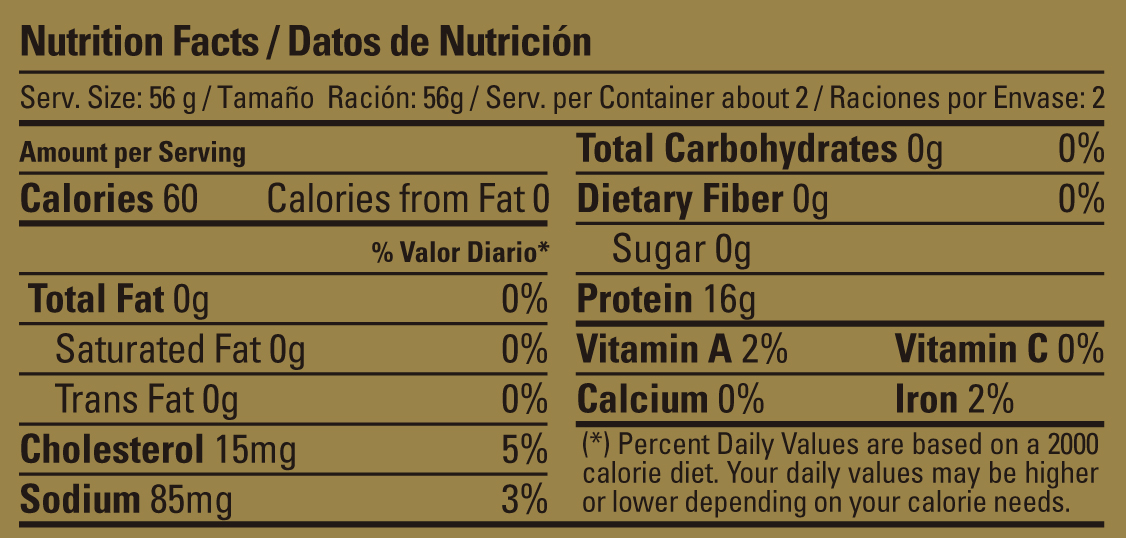 Nutrition Facts / Datos de Nutrición
Serv. Size: 56 g / Tamaño Ración: 56g / Serv. per Container about 2 / Raciones por Envase: 2
Amount per Serving
Calories 60 Calories from Fat 0
% Valor Diario*
Total Fat 0g 0%
Saturated Fat 0g 0%
Trans Fat 0g 0%
Cholesterol 15mg 5%
Sodium 85mg 3%
Total Carbohydrates 0g 0%
Dietary Fiber 0g 0%
Sugar 0g
Protein 16g
Vitamin A 2% Vitamin C 0%
Calcium 0% Iron 2%
(*) Percent Daily Values are based on a 2000
calorie diet. Your daily values may be higher
or lower depending on your calorie needs.